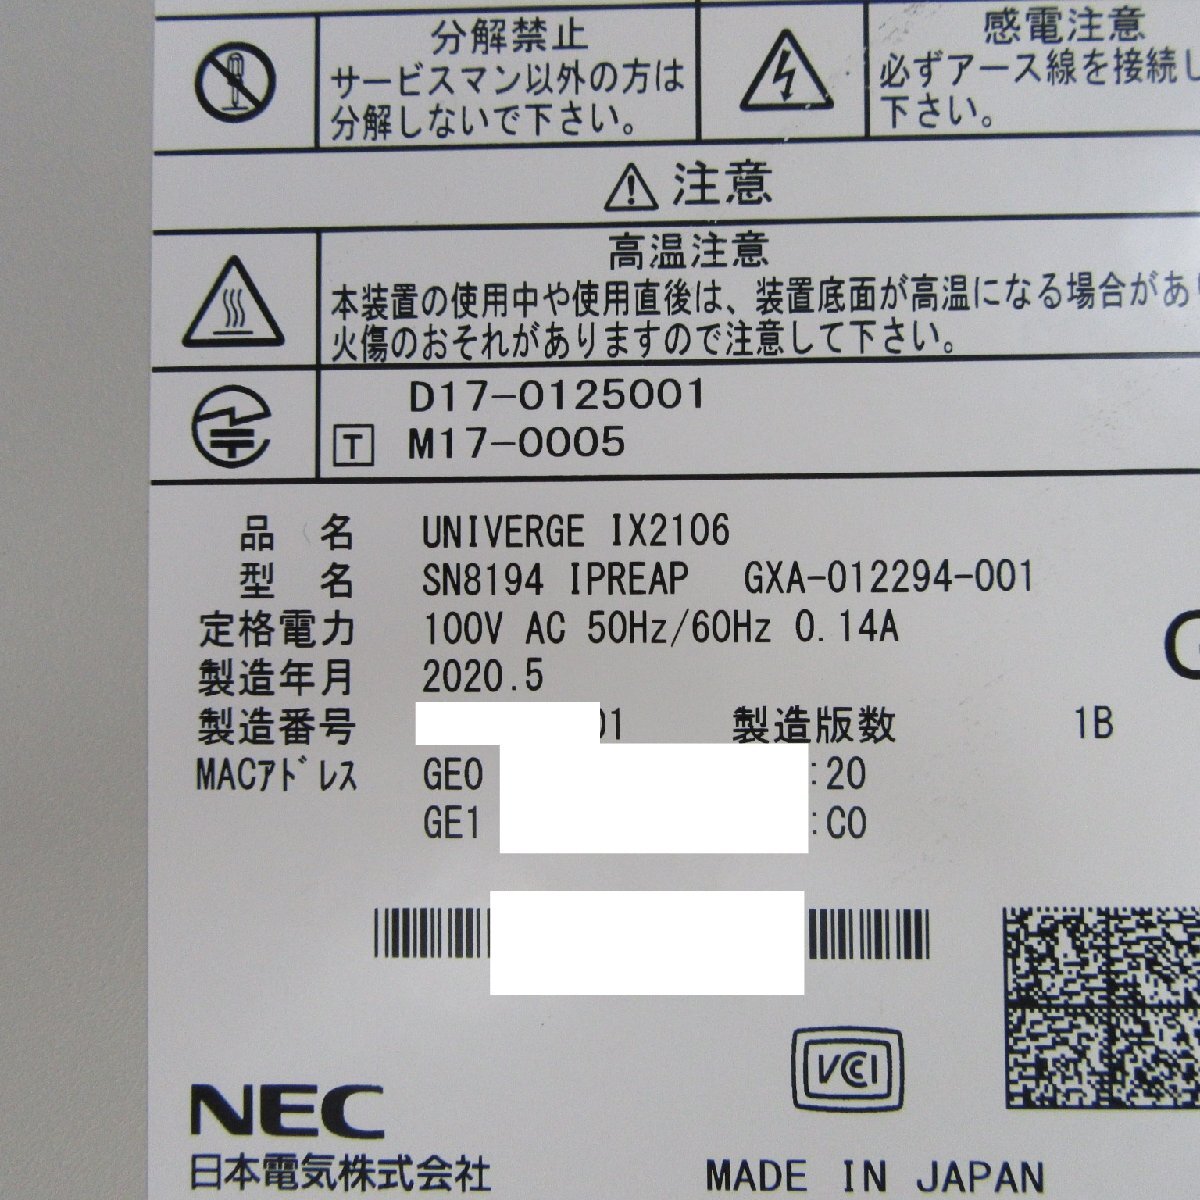 分解禁止
サービスマン以外の方は
分解しないで下さい。
感電注意
必ずアース線を接続し
下さい。
注意
高温注意
本装置の使用中や使用直後は、装置底面が高温になる場合があり
火傷のおそれがありますので注意して下さい。
D17-0125001
T M17-0005
品 名 UNIVERGE IX2106
型 名 SN8194 IPREAP GXA-012294-001
定格電力 100V AC 50Hz/60Hz 0.14A
製造年月 2020.5
製造番号 01 製造版数 1B
MACアドレス GE0 :20
GE1 :C0
VCCI
NEC
日本電気株式会社
MADE IN JAPAN